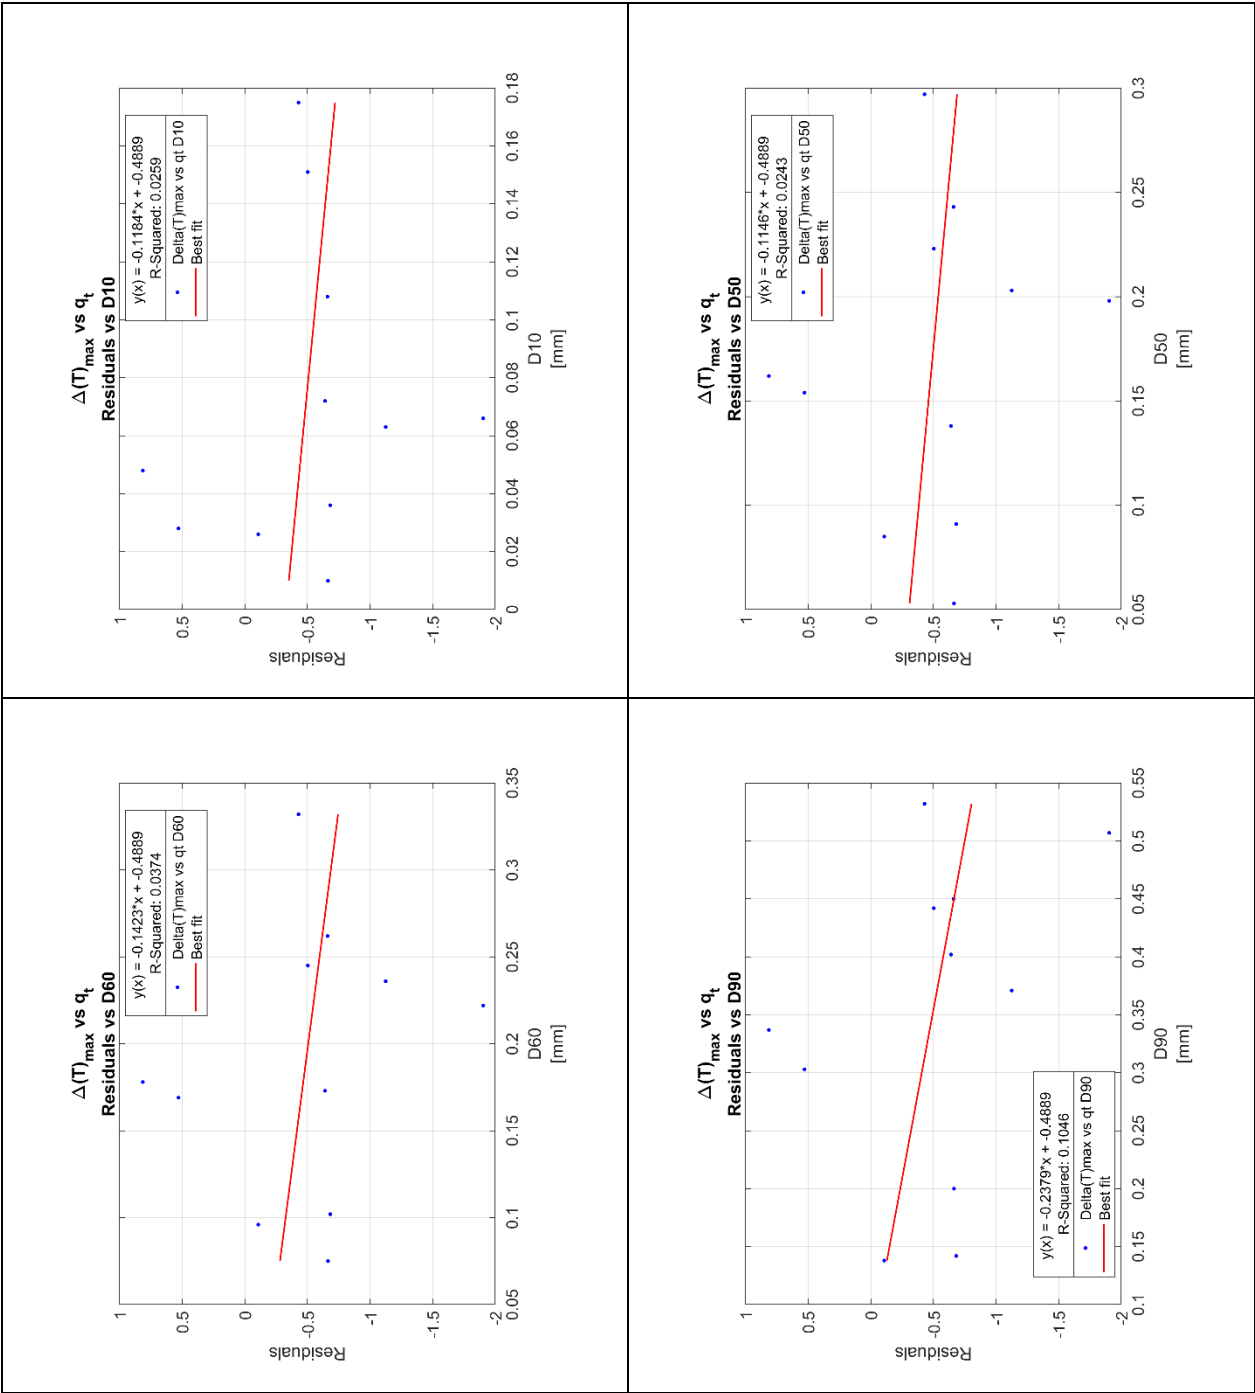 Δ(T)max vs qt
Residuals vs D60
y(x) = -0.1423*x + -0.4889
R-Squared: 0.0374
Delta(T)max vs qt D60
Best fit
Residuals
1
0.5
0
-0.5
-1
-1.5
-2
0.05 0.1 0.15 0.2 0.25 0.3 0.35
D60
[mm]
Δ(T)max vs qt
Residuals vs D10
y(x) = -0.1184*x + -0.4889
R-Squared: 0.0259
Delta(T)max vs qt D10
Best fit
Residuals
1
0.5
0
-0.5
-1
-1.5
-2
0 0.02 0.04 0.06 0.08 0.1 0.12 0.14 0.16 0.18
D10
[mm]
Δ(T)max vs qt
Residuals vs D90
y(x) = -0.2379*x + -0.4889
R-Squared: 0.1046
Delta(T)max vs qt D90
Best fit
Residuals
1
0.5
0
-0.5
-1
-1.5
-2
0.1 0.15 0.2 0.25 0.3 0.35 0.4 0.45 0.5 0.55
D90
[mm]
Δ(T)max vs qt
Residuals vs D50
y(x) = -0.1146*x + -0.4889
R-Squared: 0.0243
Delta(T)max vs qt D50
Best fit
Residuals
1
0.5
0
-0.5
-1
-1.5
-2
0.05 0.1 0.15 0.2 0.25 0.3
D50
[mm]